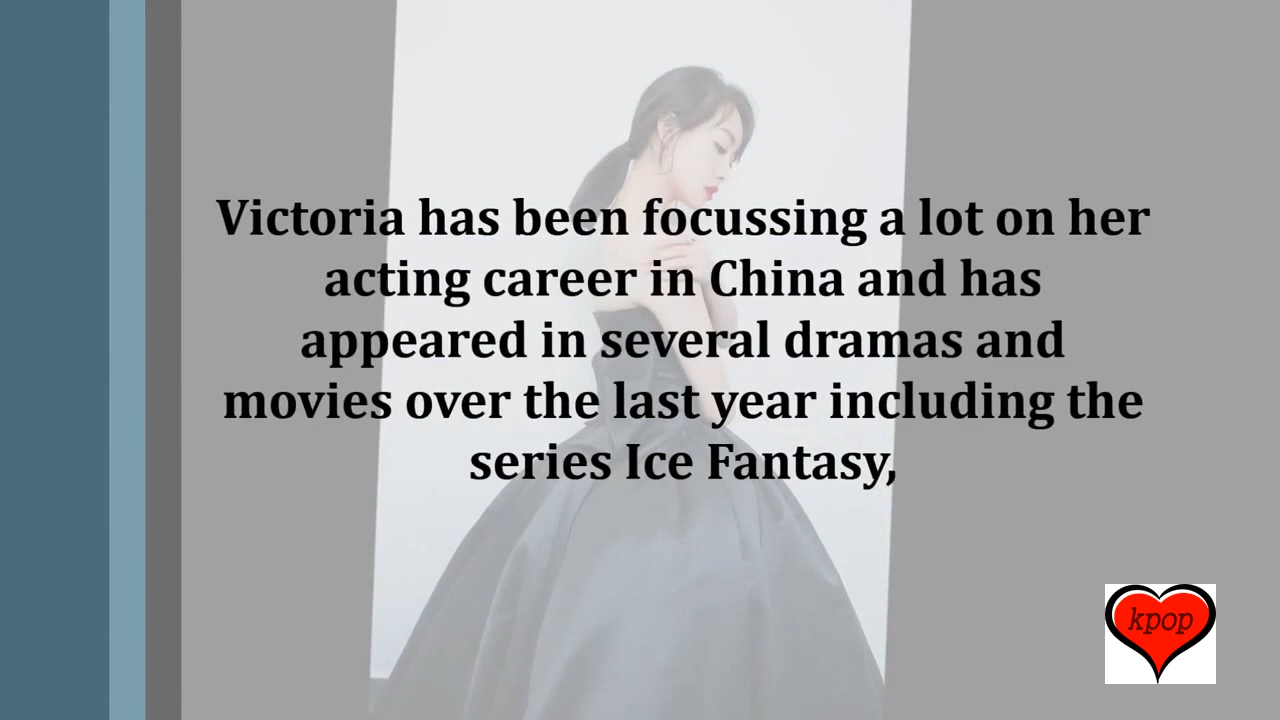 Victoria has been focussing a lot on her
acting career in China and has
appeared in several dramas and
movies over the last year including the
series Ice Fantasy,
kpop